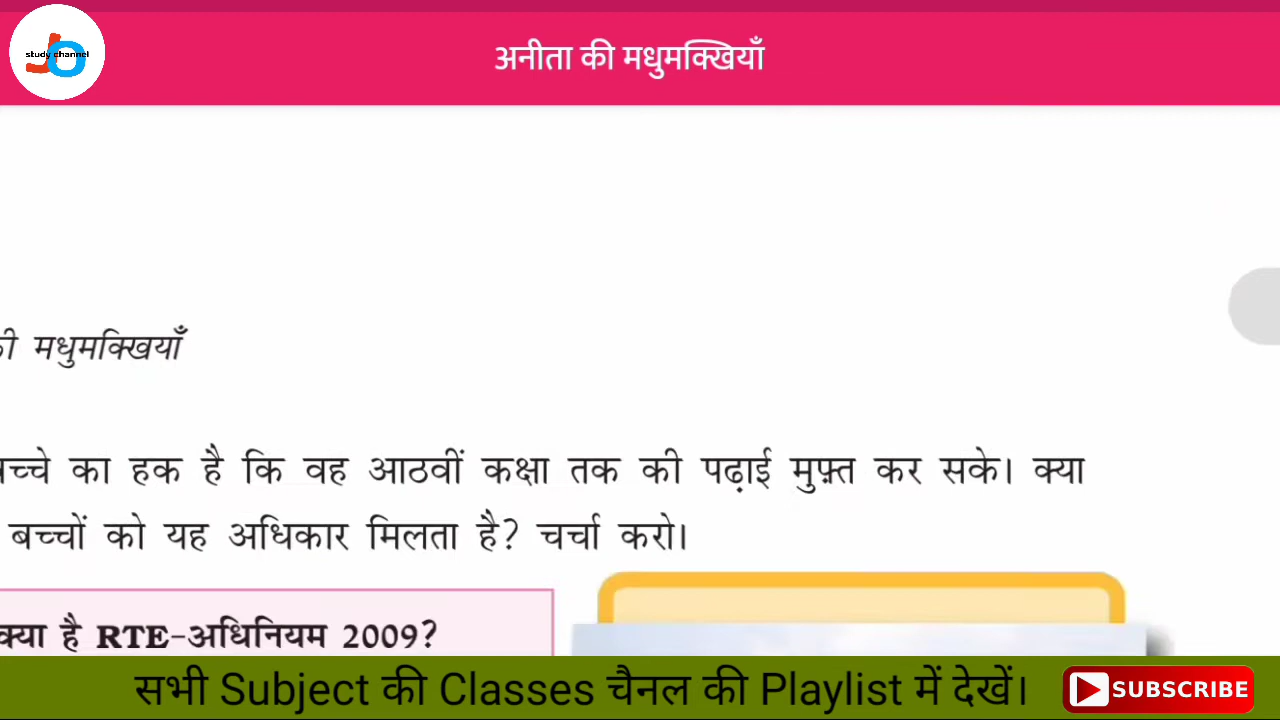 study channel
अनीता की मधुमक्खियाँ
की मधुमक्खियाँ
बच्चे का हक है कि वह आठवीं कक्षा तक की पढ़ाई मुफ़्त कर सके। क्या
बच्चों को यह अधिकार मिलता है? चर्चा करो।
क्या है RTE-अधिनियम 2009?
सभी Subject की Classes चैनल की Playlist में देखें।
SUBSCRIBE